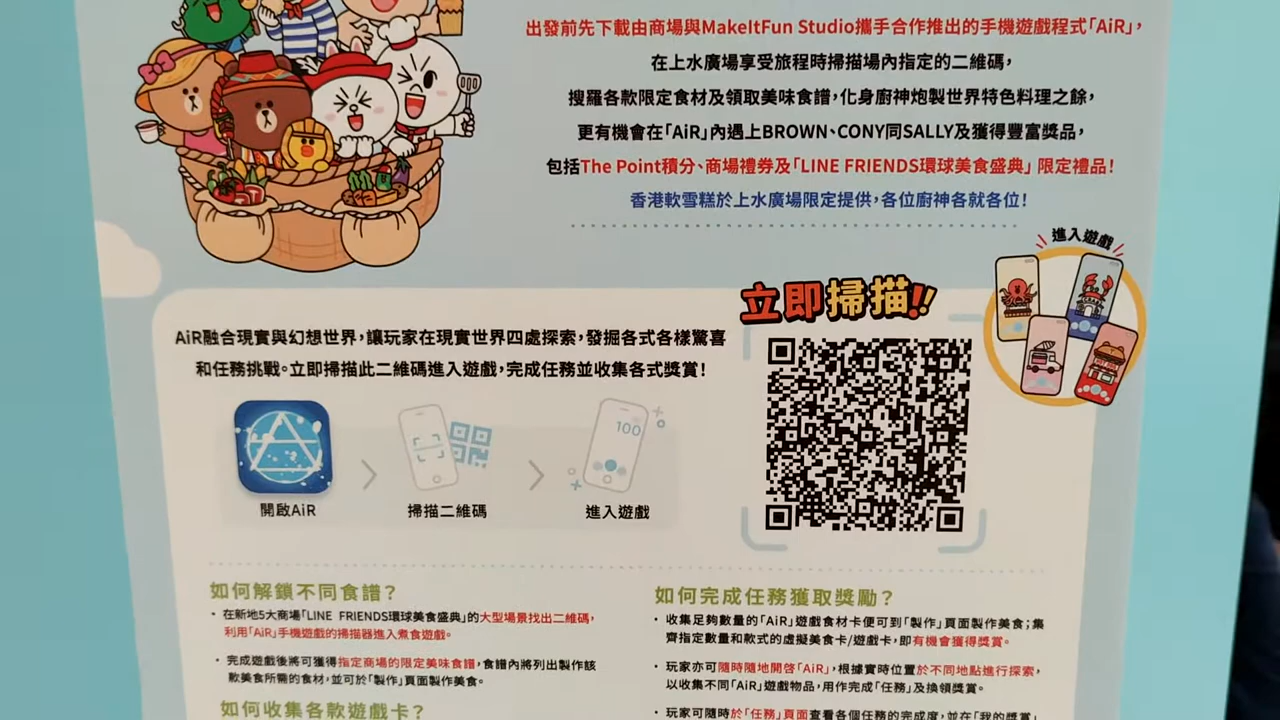 出發前先下載由商場與MakeItFun Studio攜手合作推出的手機遊戲程式「AiR」，
在上水廣場享受旅程時掃描場內指定的二維碼，
搜羅各款限定食材及領取美味食譜，化身廚神炮製世界特色料理之餘，
更有機會在「AiR」內遇上BROWN、CONY同SALLY及獲得豐富獎品，
包括The Point積分、商場禮券及「LINE FRIENDS環球美食盛典」限定禮品！
香港軟雪糕於上水廣場限定提供，各位廚神各就各位！
進入遊戲
立即掃描!!
AiR融合現實與幻想世界，讓玩家在現實世界四處探索，發掘各式各樣驚喜
和任務挑戰。立即掃描此二維碼進入遊戲，完成任務並收集各式獎賞！
100
開啟AiR
掃描二維碼
進入遊戲
如何解鎖不同食譜？
• 在新地5大商場「LINE FRIENDS環球美食盛典」的大型場景找出二維碼，
利用「AiR」手機遊戲的掃描器進入煮食遊戲。
• 完成遊戲後將可獲得指定商場的限定美味食譜，食譜內將列出製作該
款美食所需的食材，並可於「製作」頁面製作美食。
如何收集各款遊戲卡？
如何完成任務獲取獎勵？
• 收集足夠數量的「AiR」遊戲食材卡便可到「製作」頁面製作美食；集
齊指定數量和款式的虛擬美食卡/遊戲卡，即有機會獲得獎賞。
• 玩家亦可隨時隨地開啓「AiR」，根據實時位置於不同地點進行探索，
以收集不同「AiR」遊戲物品，用作完成「任務」及換領獎賞。
• 玩家可隨時於「任務」頁面查看各個任務的完成度，並在「我的獎賞」